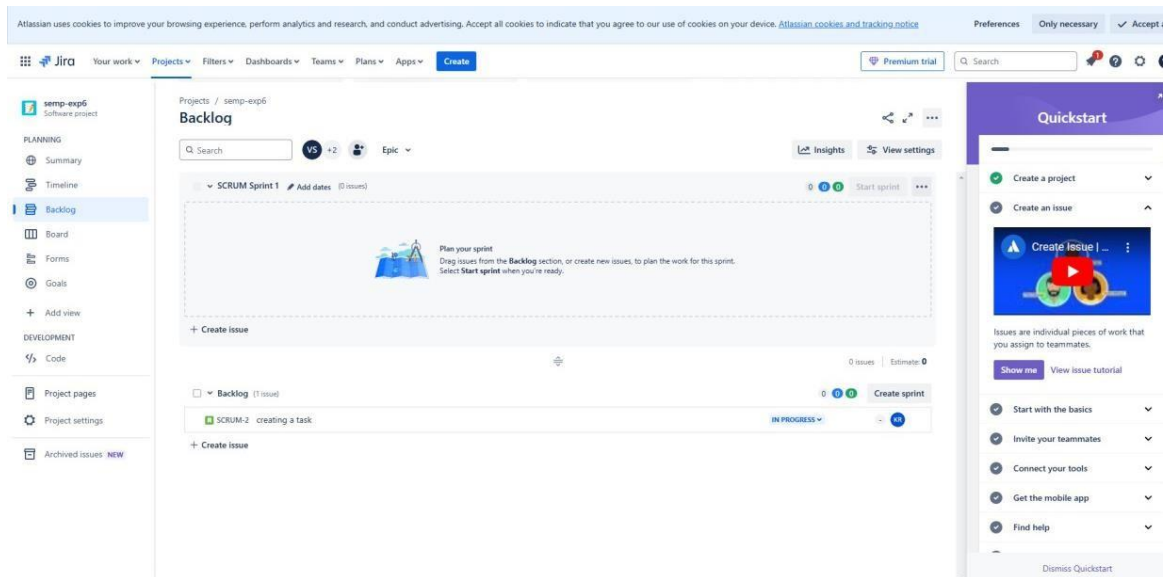 Atlassian uses cookies to improve your browsing experience, perform analytics and research, and conduct advertising. Accept all cookies to indicate that you agree to our use of cookies on your device. Atlassian cookies and tracking notice Preferences Only necessary Accept a
Jira Your work Projects Filters Dashboards Teams Plans Apps Create Premium trial Search 1
semp-exp6
Software project
PLANNING
Summary
Timeline
Backlog
Board
Forms
Goals
Add view
DEVELOPMENT
Code
Project pages
Project settings
Archived issues NEW
Projects / semp-exp6
Backlog
Search VS +2 Epic Insights View settings
SCRUM Sprint 1 Add dates (0 issues) 0 0 0 Start sprint
Plan your sprint
Drag issues from the Backlog section, or create new issues, to plan the work for this sprint.
Select Start sprint when you're ready.
+ Create issue
0 issues Estimate: 0
Backlog (1 issue) 0 0 0 Create sprint
SCRUM-2 creating a task IN PROGRESS - KR
+ Create issue
Quickstart
Create a project
Create an issue
Create Issue | ...
Issues are individual pieces of work that
you assign to teammates.
Show me View issue tutorial
Start with the basics
Invite your teammates
Connect your tools
Get the mobile app
Find help
Dismiss Quickstart